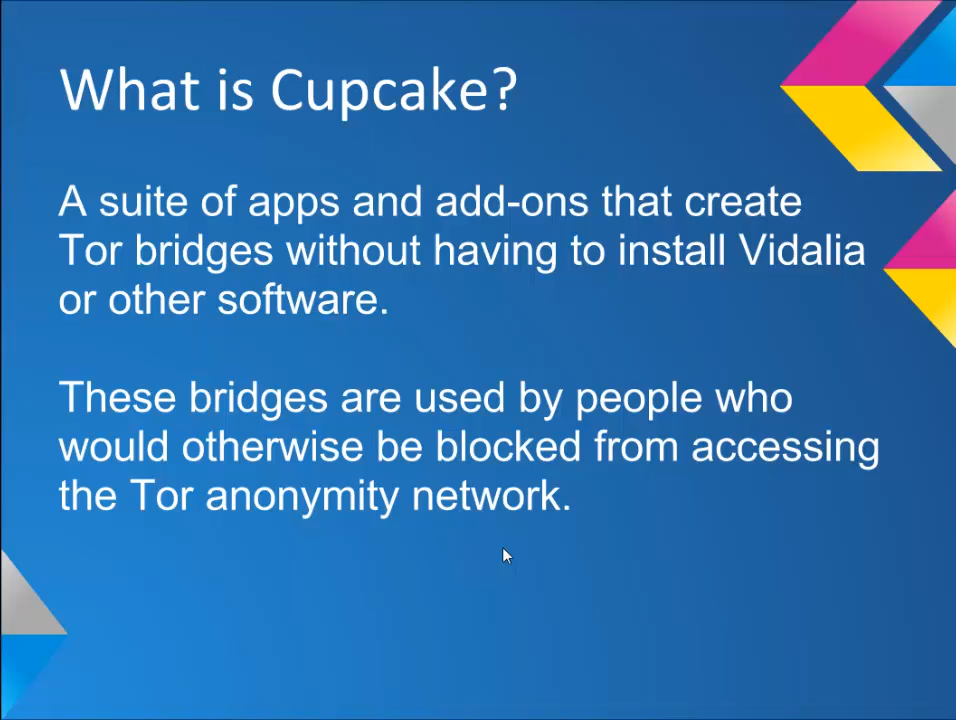 What is Cupcake?
A suite of apps and add-ons that create
Tor bridges without having to install Vidalia
or other software.
These bridges are used by people who
would otherwise be blocked from accessing
the Tor anonymity network.